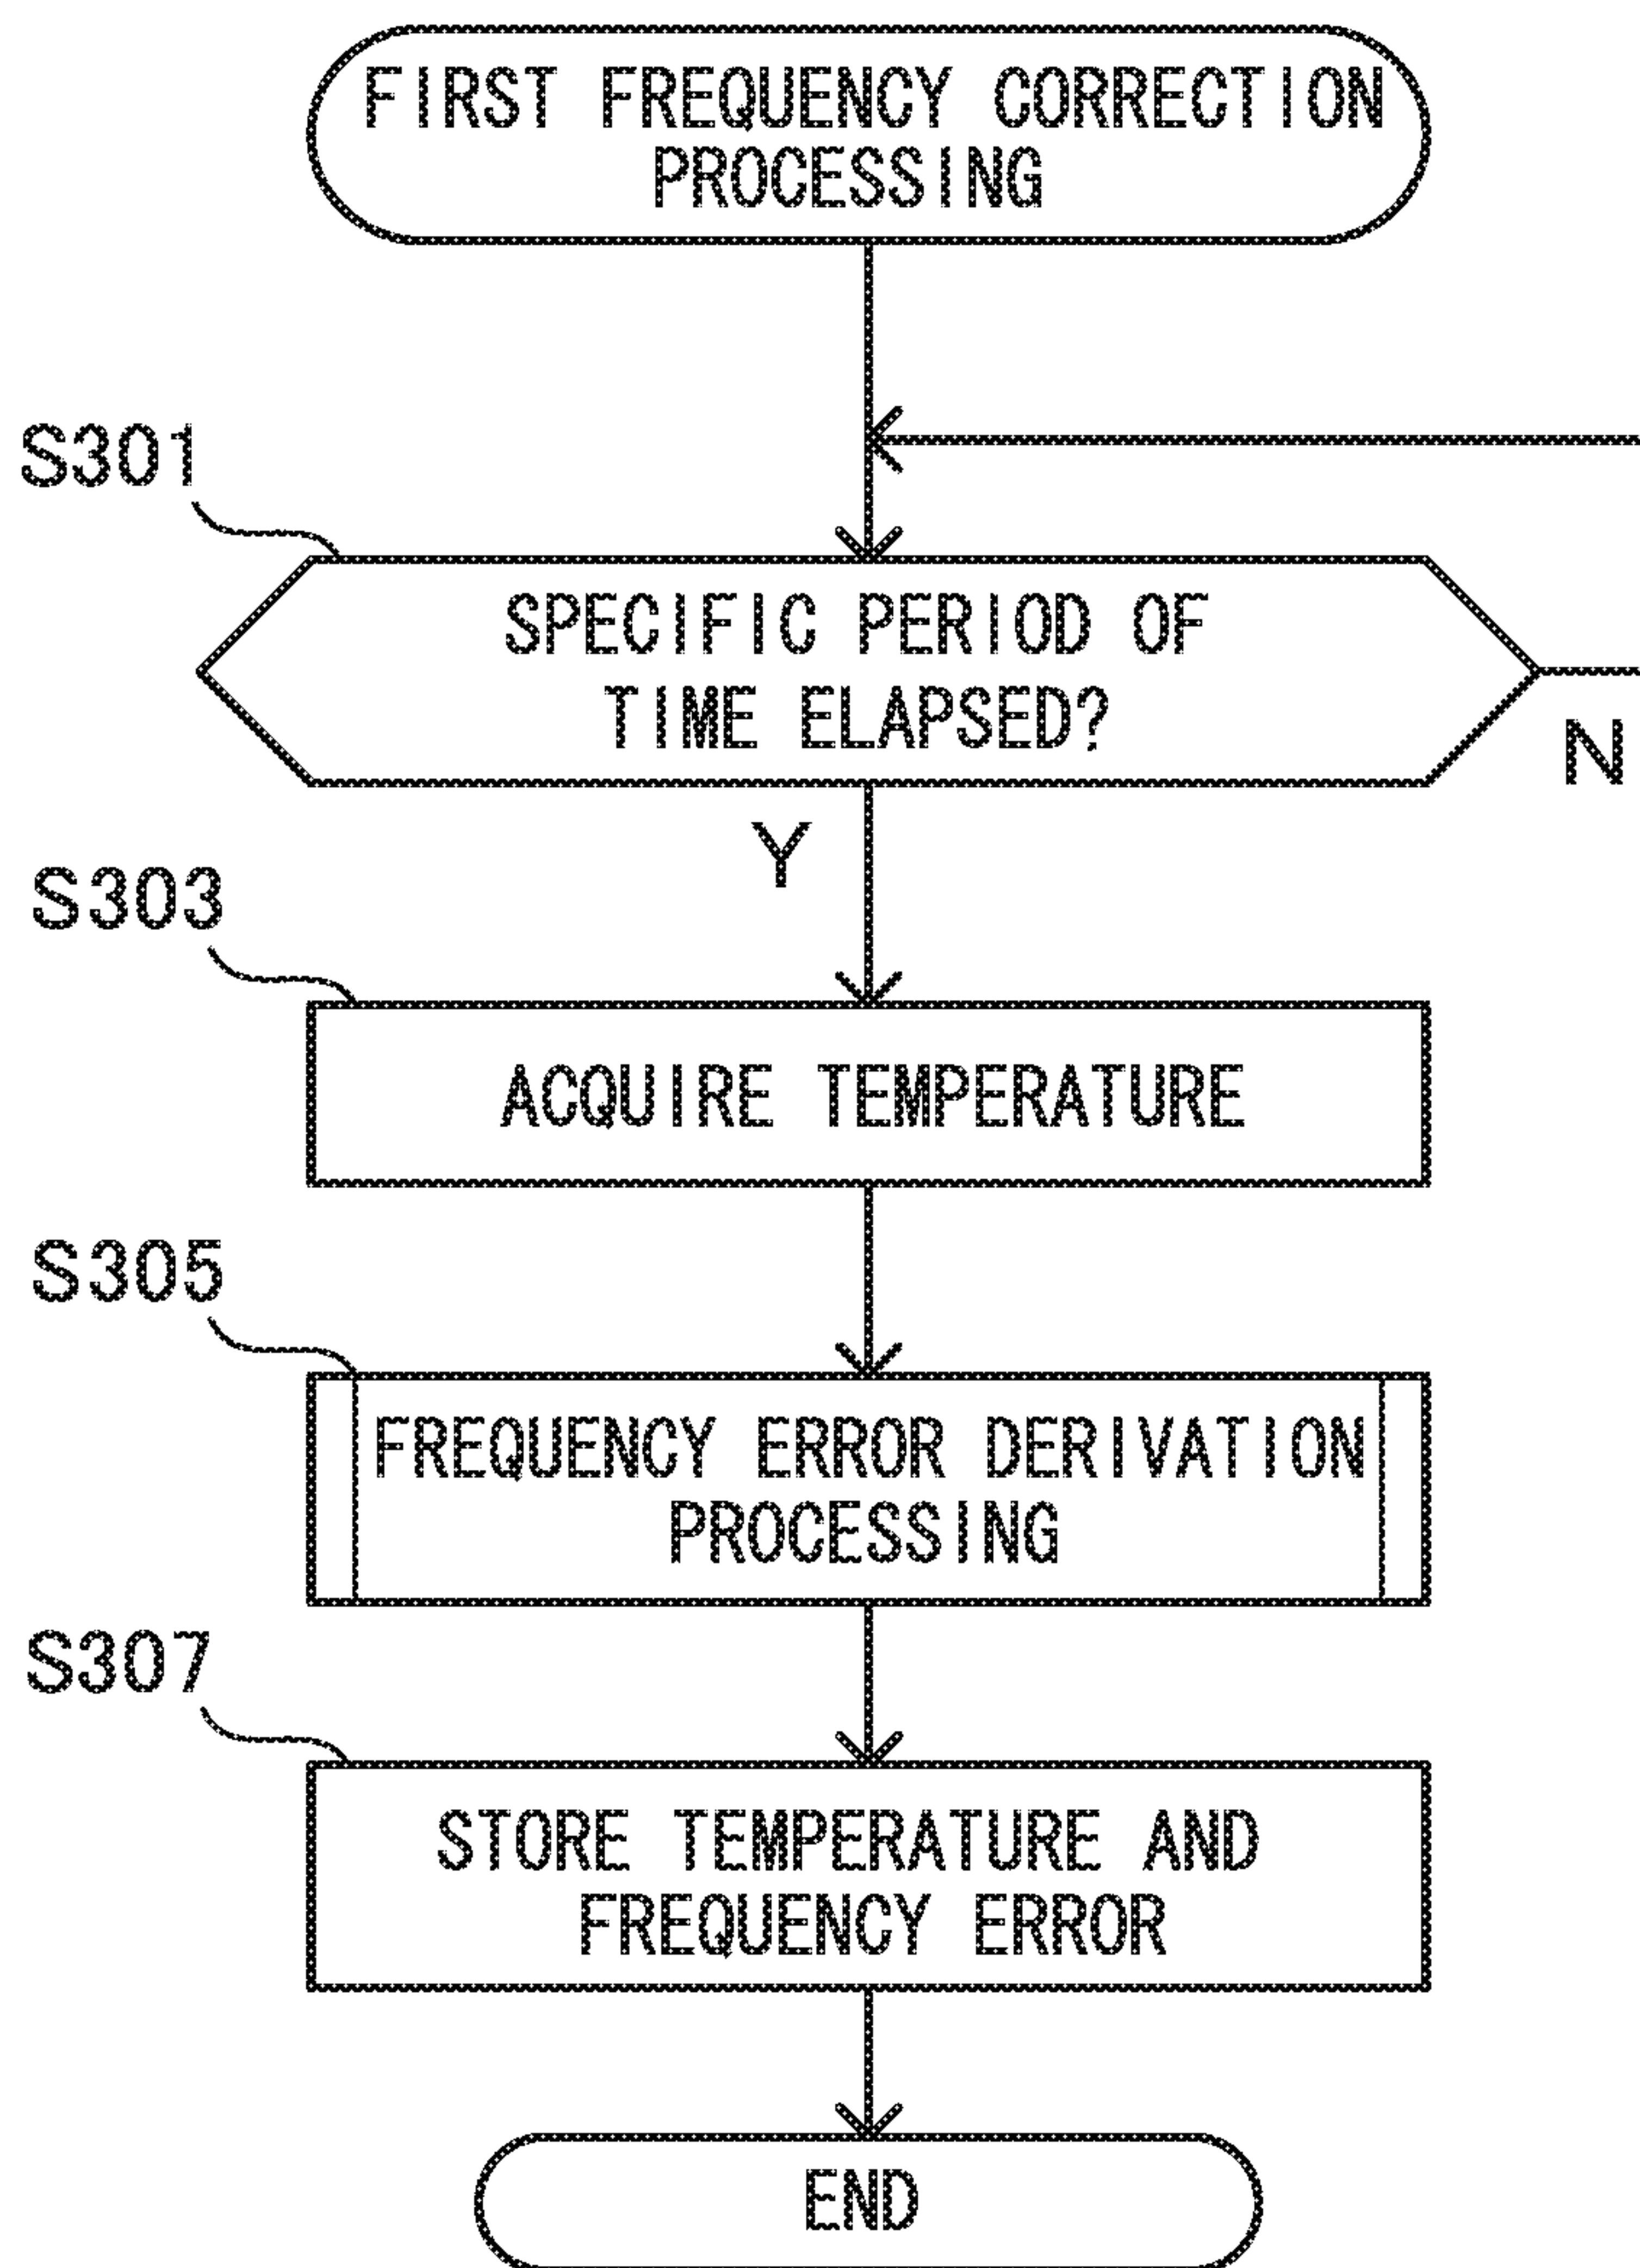 FIRST FREQUENCY CORRECTION
PROCESSING
S301
SPECIFIC PERIOD OF
TIME ELAPSED?
N
Y
S303
ACQUIRE TEMPERATURE
S305
FREQUENCY ERROR DERIVATION
PROCESSING
S307
STORE TEMPERATURE AND
FREQUENCY ERROR
END